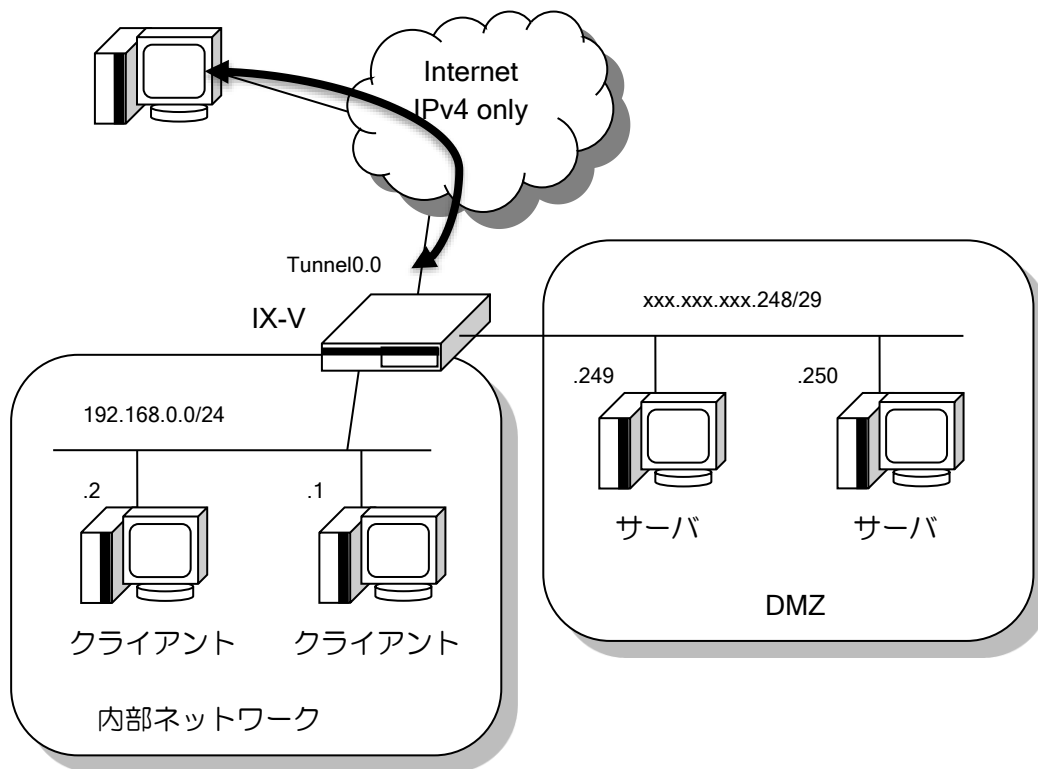 Internet
IPv4 only
Tunnel0.0
IX-V
xxx.xxx.xxx.248/29
.249
.250
サーバ
サーバ
DMZ
192.168.0.0/24
.2
.1
クライアント
クライアント
内部ネットワーク